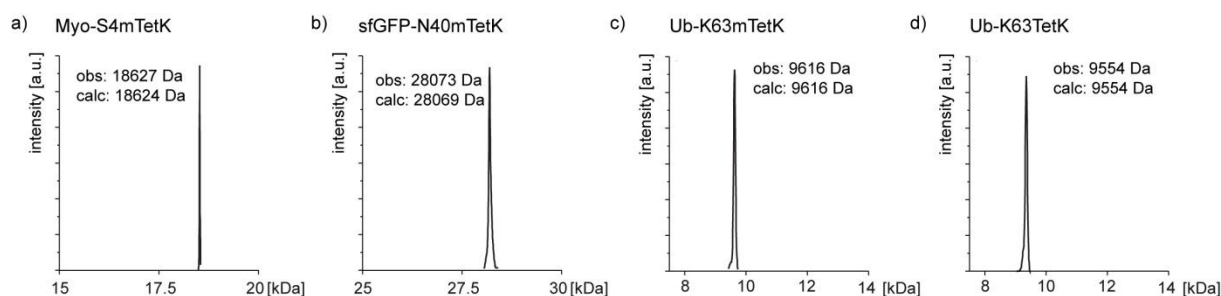 a) Myo-S4mTetK
intensity [a.u.]
obs: 18627 Da
calc: 18624 Da
15 17.5 20 [kDa]
b) sfGFP-N40mTetK
intensity [a.u.]
obs: 28073 Da
calc: 28069 Da
25 27.5 30 [kDa]
c) Ub-K63mTetK
intensity [a.u.]
obs: 9616 Da
calc: 9616 Da
8 10 12 14 [kDa]
d) Ub-K63TetK
intensity [a.u.]
obs: 9554 Da
calc: 9554 Da
8 10 12 14 [kDa]